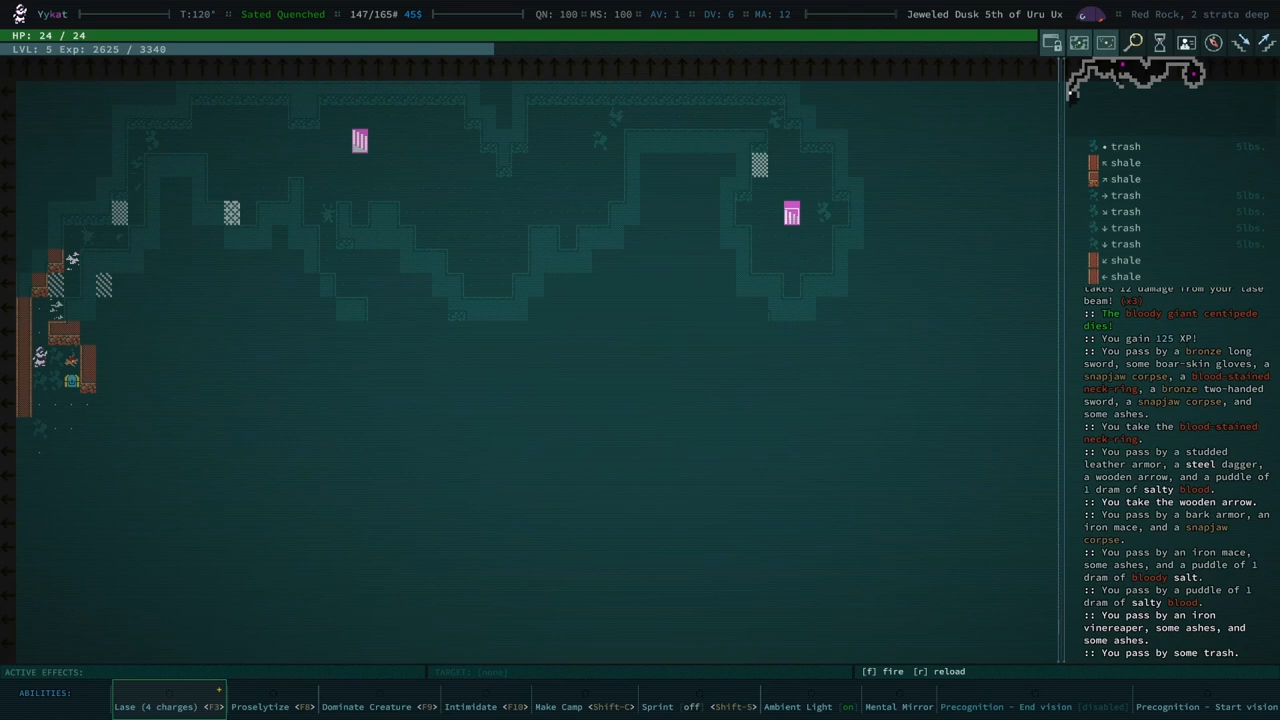 Yykat T:120° Sated Quenched 147/165# 45$ QN: 100 MS: 100 AV: 1 DV: 6 MA: 12 Jeweled Dusk 5th of Uru Ux Red Rock, 2 strata deep
HP: 24 / 24
LVL: 5 Exp: 2625 / 3340
trash 5lbs.
shale
shale
trash 5lbs.
trash 5lbs.
trash 5lbs.
trash 5lbs.
shale
shale
takes 12 damage from your lase
beam! (x3)
:: The bloody giant centipede
dies!
:: You gain 125 XP!
:: You pass by a bronze long
sword, some boar-skin gloves, a
snapjaw corpse, a blood-stained
neck-ring, a bronze two-handed
sword, a snapjaw corpse, and
some ashes.
:: You take the blood-stained
neck-ring.
:: You pass by a studded
leather armor, a steel dagger,
a wooden arrow, and a puddle of
1 dram of salty blood.
:: You take the wooden arrow.
:: You pass by a bark armor, an
iron mace, and a snapjaw
corpse.
:: You pass by an iron mace,
some ashes, and a puddle of 1
dram of bloody salt.
:: You pass by a puddle of 1
dram of salty blood.
:: You pass by an iron
vinereaper, some ashes, and
some ashes.
:: You pass by some trash.
ACTIVE EFFECTS: TARGET: [none] [f] fire [r] reload
ABILITIES: Lase (4 charges) <F3> Proselytize <F8> Dominate Creature <F9> Intimidate <F10> Make Camp <Shift-C> Sprint [off] <Shift-S> Ambient Light [on] Mental Mirror Precognition - End vision [disabled] Precognition - Start vision